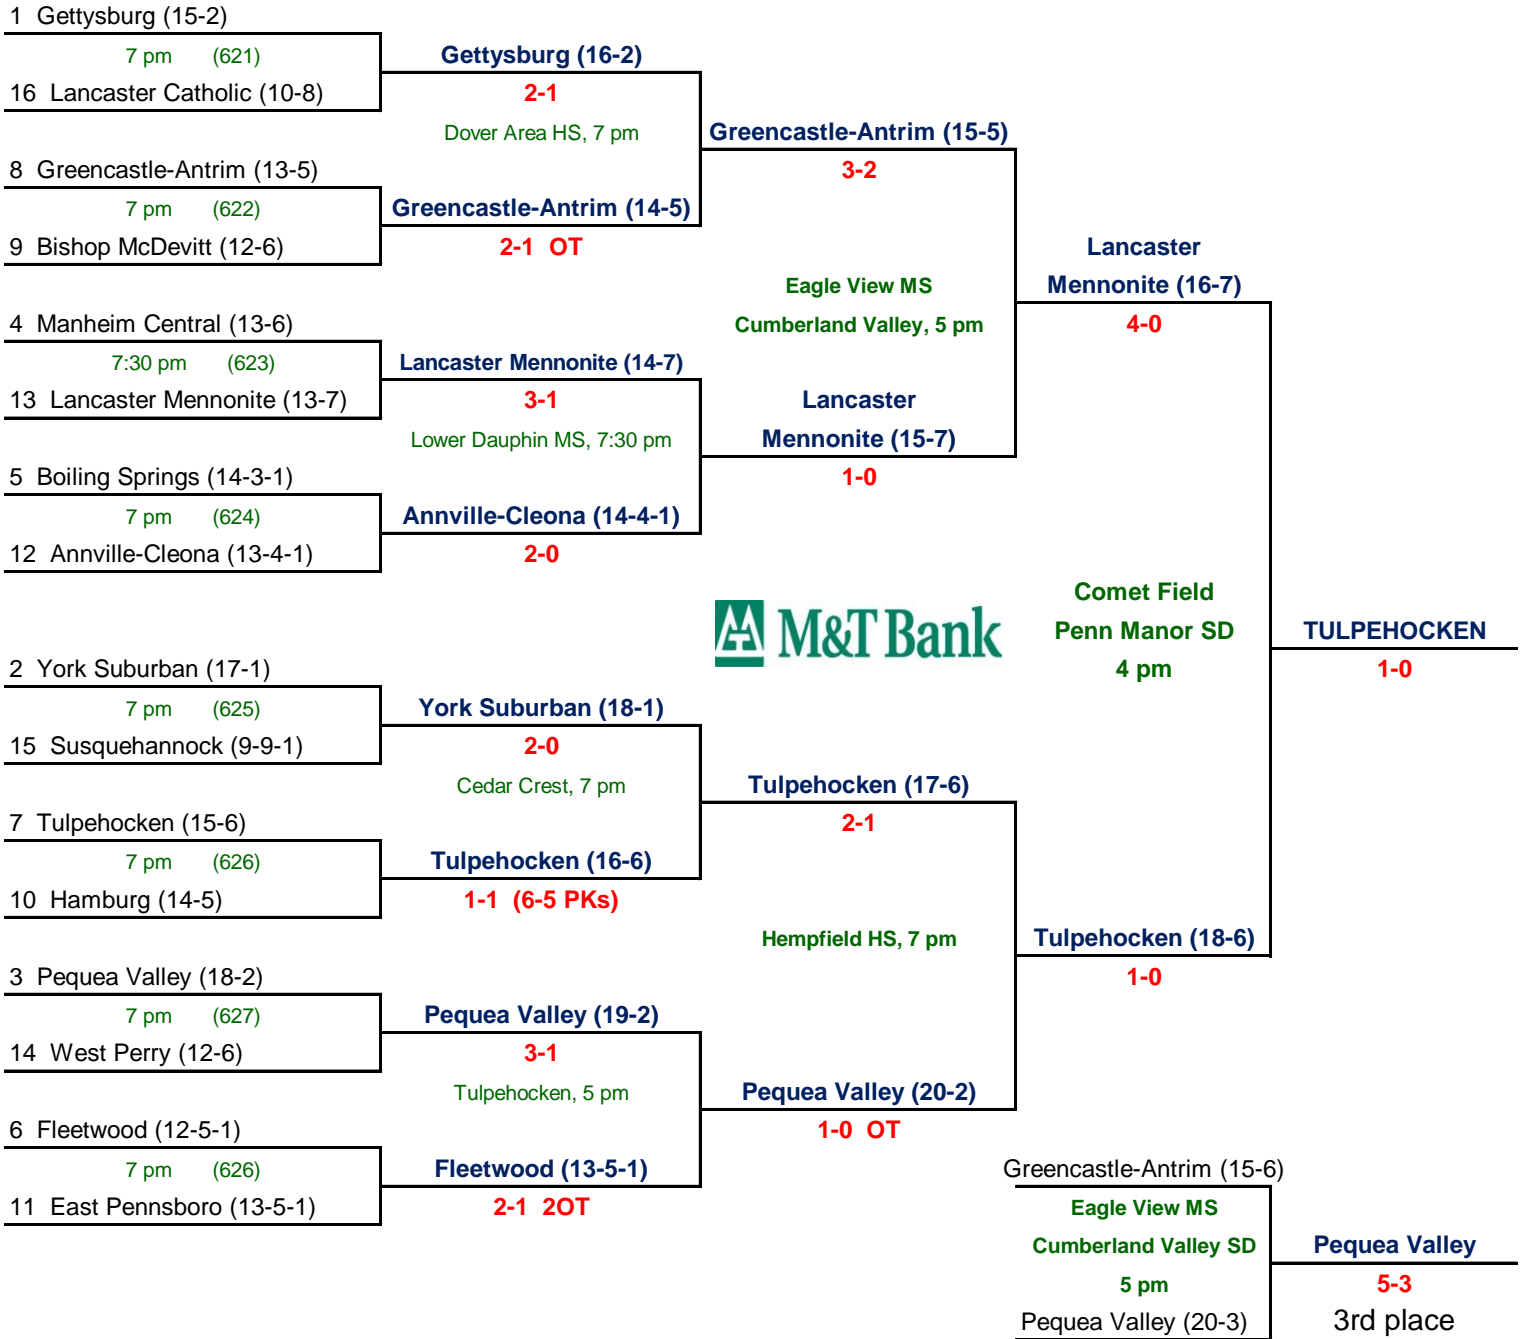 1 Gettysburg (15-2)
7 pm (621)
16 Lancaster Catholic (10-8)
8 Greencastle-Antrim (13-5)
7 pm (622)
9 Bishop McDevitt (12-6)
4 Manheim Central (13-6)
7:30 pm (623)
13 Lancaster Mennonite (13-7)
5 Boiling Springs (14-3-1)
7 pm (624)
12 Annville-Cleona (13-4-1)
2 York Suburban (17-1)
7 pm (625)
15 Susquehannock (9-9-1)
7 Tulpehocken (15-6)
7 pm (626)
10 Hamburg (14-5)
3 Pequea Valley (18-2)
7 pm (627)
14 West Perry (12-6)
6 Fleetwood (12-5-1)
7 pm (626)
11 East Pennsboro (13-5-1)
Gettysburg (16-2)
2-1
Dover Area HS, 7 pm
Greencastle-Antrim (14-5)
2-1 OT
Lancaster Mennonite (14-7)
3-1
Lower Dauphin MS, 7:30 pm
Annville-Cleona (14-4-1)
2-0
York Suburban (18-1)
2-0
Cedar Crest, 7 pm
Tulpehocken (16-6)
1-1 (6-5 PKs)
Pequea Valley (19-2)
3-1
Tulpehocken, 5 pm
Fleetwood (13-5-1)
2-1 2OT
Greencastle-Antrim (15-5)
3-2
Eagle View MS
Cumberland Valley, 5 pm
Lancaster
Mennonite (15-7)
1-0
M&T Bank
Tulpehocken (17-6)
2-1
Hempfield HS, 7 pm
Pequea Valley (20-2)
1-0 OT
Lancaster
Mennonite (16-7)
4-0
Comet Field
Penn Manor SD
4 pm
Tulpehocken (18-6)
1-0
TULPEHOCKEN
1-0
Greencastle-Antrim (15-6)
Eagle View MS
Cumberland Valley SD
5 pm
Pequea Valley (20-3)
Pequea Valley
5-3
3rd place